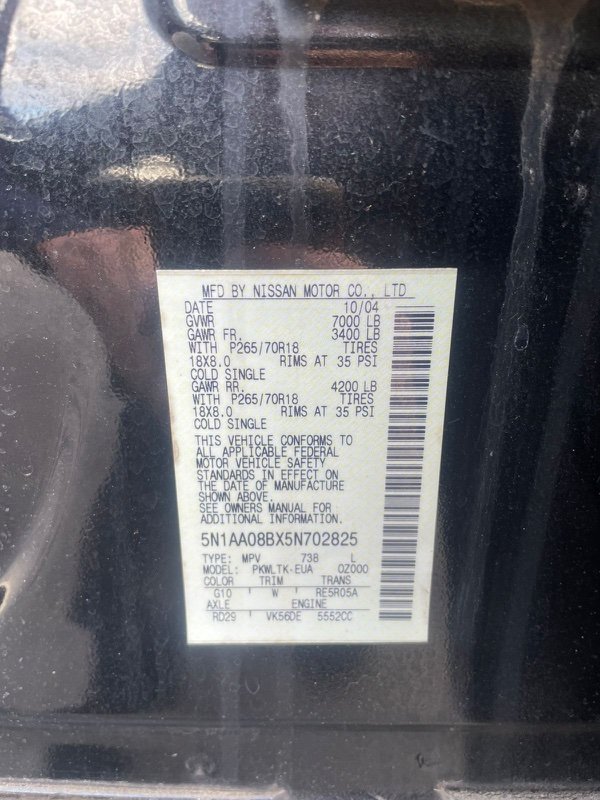 MFD BY NISSAN MOTOR CO., LTD
DATE 10/04
GVWR 7000 LB
GAWR FR. 3400 LB
WITH P265/70R18 TIRES
18X8.0 RIMS AT 35 PSI
COLD SINGLE
GAWR RR. 4200 LB
WITH P265/70R18 TIRES
18X8.0 RIMS AT 35 PSI
COLD SINGLE
THIS VEHICLE CONFORMS TO
ALL APPLICABLE FEDERAL
MOTOR VEHICLE SAFETY
STANDARDS IN EFFECT ON
THE DATE OF MANUFACTURE
SHOWN ABOVE.
SEE OWNERS MANUAL FOR
ADDITIONAL INFORMATION.
5N1AA08BX5N702825
TYPE: MPV 738 L
MODEL: PKWLTK-EUA 0Z000
COLOR TRIM TRANS
G10 W RE5R05A
AXLE ENGINE
RD29 VK56DE 5552CC